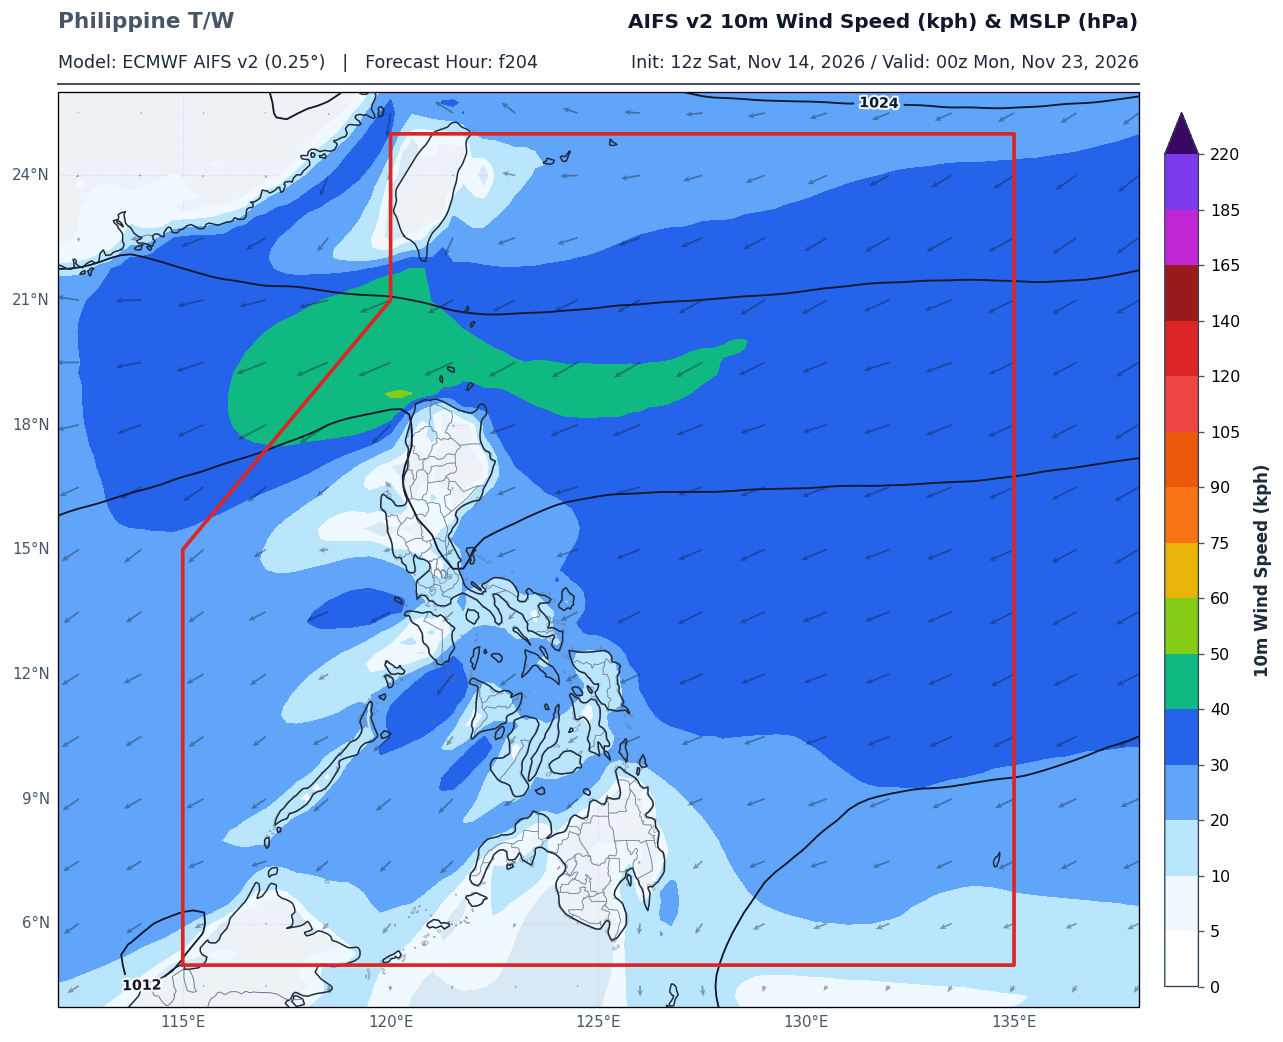 Philippine T/W
AIFS v2 10m Wind Speed (kph) & MSLP (hPa)
Model: ECMWF AIFS v2 (0.25°) | Forecast Hour: f204
Init: 12z Sat, Nov 14, 2026 / Valid: 00z Mon, Nov 23, 2026
1024
1012
24°N
21°N
18°N
15°N
12°N
9°N
6°N
115°E
120°E
125°E
130°E
135°E
220
185
165
140
120
105
90
75
60
50
40
30
20
10
5
0
10m Wind Speed (kph)